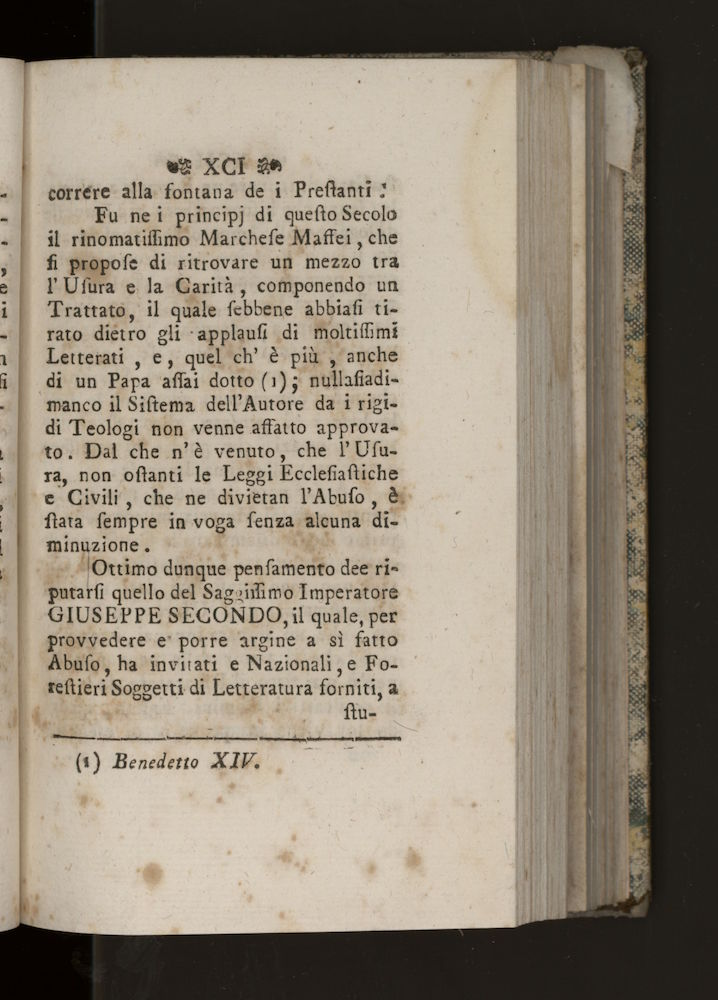 XCI
correre alla fontana de i Preſtanti :
Fu ne i principj di queſto Secolo
il rinomatiſſimo Marcheſe Maffei , che
ſi propoſe di ritrovare un mezzo tra
l' Uſura e la Carità , componendo un
Trattato, il quale ſebbene abbiaſi ti-
rato dietro gli applauſi di moltiſſimi
Letterati , e , quel ch' è più , anche
di un Papa aſſai dotto (1) ; nullaſiadi-
manco il Siſtema dell'Autore da i rigi-
di Teologi non venne affatto approva-
to . Dal che n' è venuto , che l' Uſu-
ra, non oſtanti le Leggi Eccleſiaſtiche
e Civili , che ne divietan l'Abuſo , è
ſtata ſempre in voga ſenza alcuna di-
minuzione .
Ottimo dunque penſamento dee ri-
putarſi quello del Saggiſſimo Imperatore
GIUSEPPE SECONDO, il quale, per
provvedere e porre argine a sì fatto
Abuſo, ha invitati e Nazionali , e Fo-
reſtieri Soggetti di Letteratura forniti, a
ſtu-
(1) Benedetto XIV.